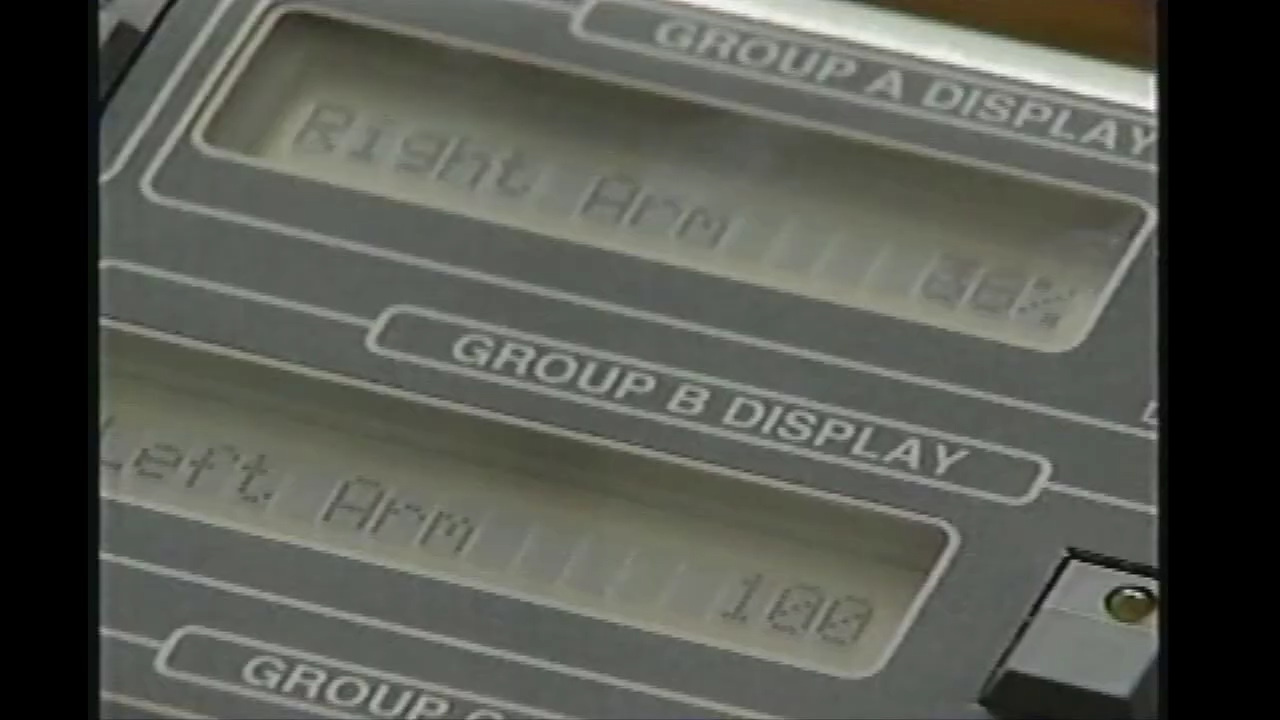 GROUP A DISPLAY
Right Arm
GROUP B DISPLAY
Left Arm 100
GROUP